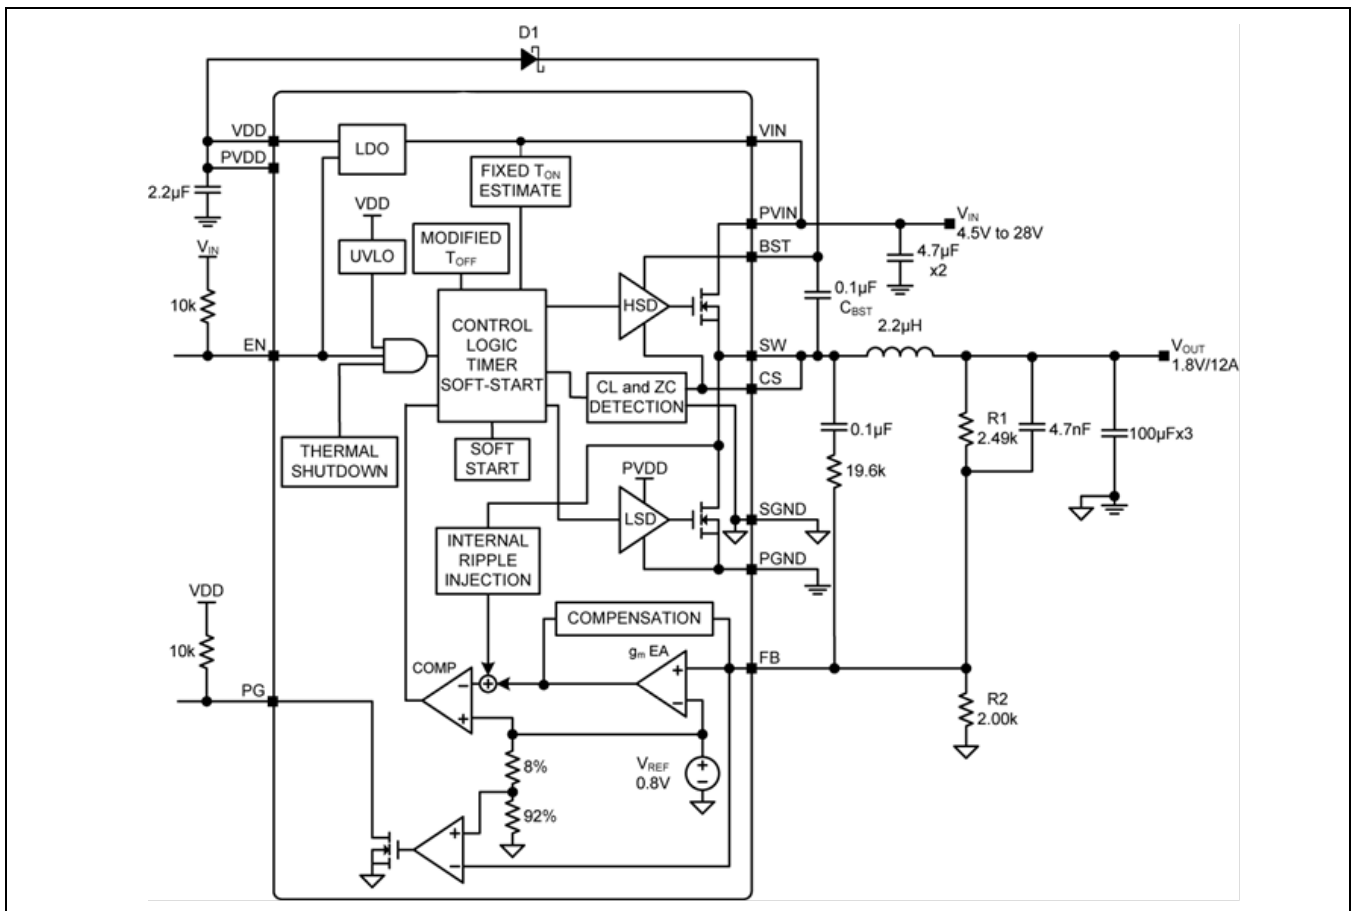 D1
VDD
LDO
VIN
PVDD
FIXED TON
ESTIMATE
2.2µF
VDD
PVIN
VIN
4.5V to 28V
VIN
UVLO
MODIFIED
TOFF
BST
4.7µF
x2
10k
HSD
0.1µF
CBST
CONTROL
LOGIC
TIMER
SOFT-START
2.2µH
EN
SW
VOUT
1.8V/12A
CS
CL and ZC
DETECTION
R1
2.49k
4.7nF
100µFx3
0.1µF
THERMAL
SHUTDOWN
SOFT
START
19.6k
PVDD
LSD
SGND
INTERNAL
RIPPLE
INJECTION
PGND
VDD
COMPENSATION
10k
COMP
gm EA
FB
+
−
+
−
+
PG
R2
2.00k
VREF
0.8V
+
−
8%
92%
+
−